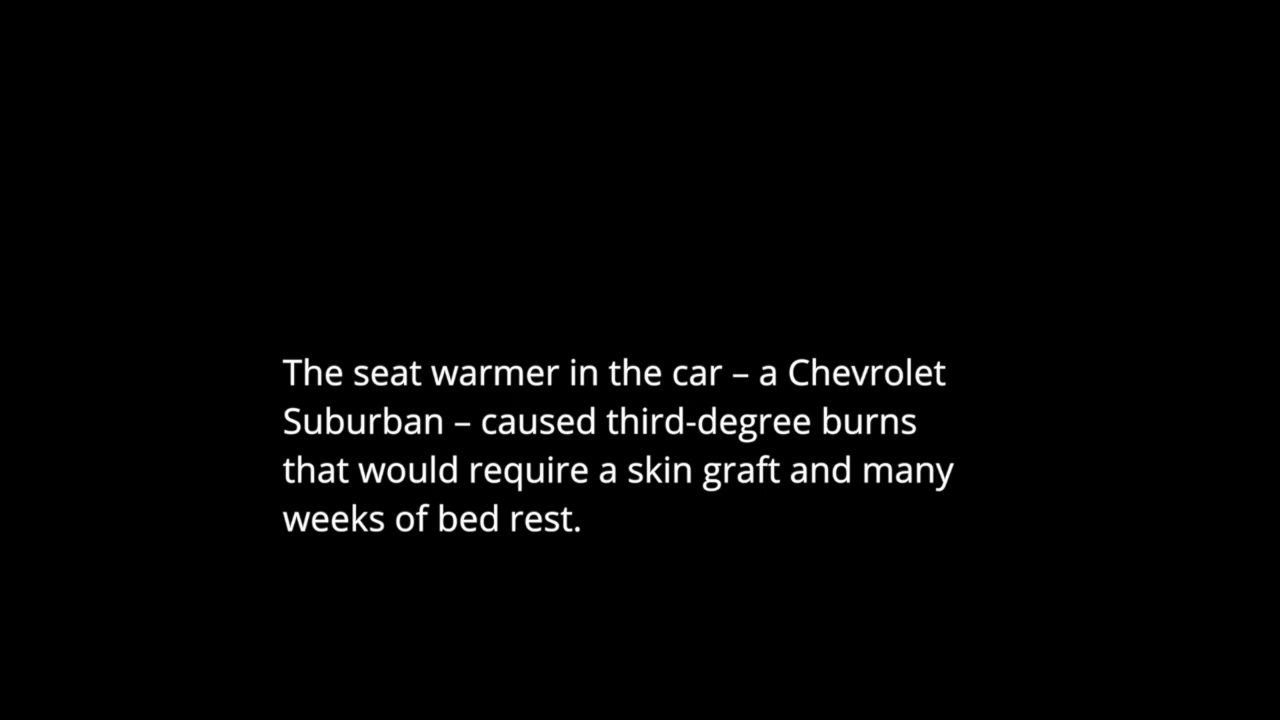 The seat warmer in the car – a Chevrolet
Suburban – caused third-degree burns
that would require a skin graft and many
weeks of bed rest.